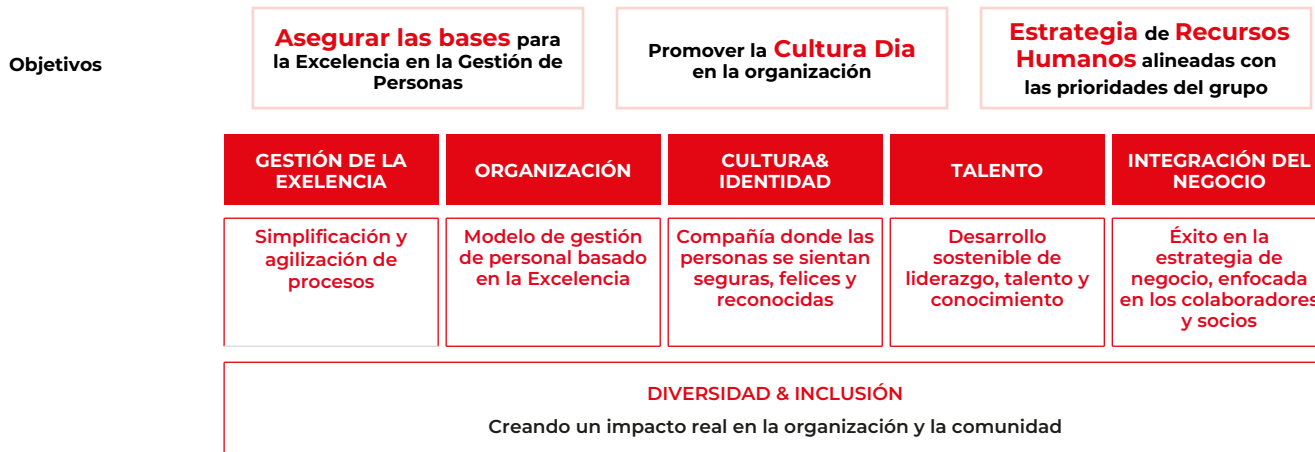 Objetivos
Asegurar las bases para
la Excelencia en la Gestión de
Personas
Promover la Cultura Dia
en la organización
Estrategia de Recursos
Humanos alineadas con
las prioridades del grupo
GESTIÓN DE LA
EXELENCIA
ORGANIZACIÓN
CULTURA&
IDENTIDAD
TALENTO
INTEGRACIÓN DEL
NEGOCIO
Simplificación y
agilización de
procesos
Modelo de gestión
de personal basado
en la Excelencia
Compañía donde las
personas se sientan
seguras, felices y
reconocidas
Desarrollo
sostenible de
liderazgo, talento y
conocimiento
Éxito en la
estrategia de
negocio, enfocada
en los colaboradores
y socios
DIVERSIDAD & INCLUSIÓN
Creando un impacto real en la organización y la comunidad